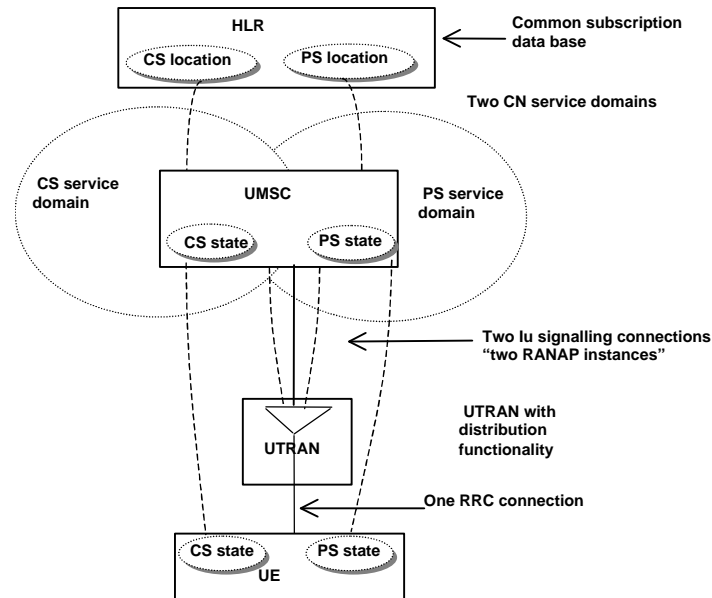 HLR
CS location
PS location
Common subscription
data base
Two CN service domains
CS service
domain
UMSC
PS service
domain
CS state
PS state
Two Iu signalling connections
“two RANAP instances”
UTRAN with
distribution
functionality
UTRAN
One RRC connection
CS state
PS state
UE